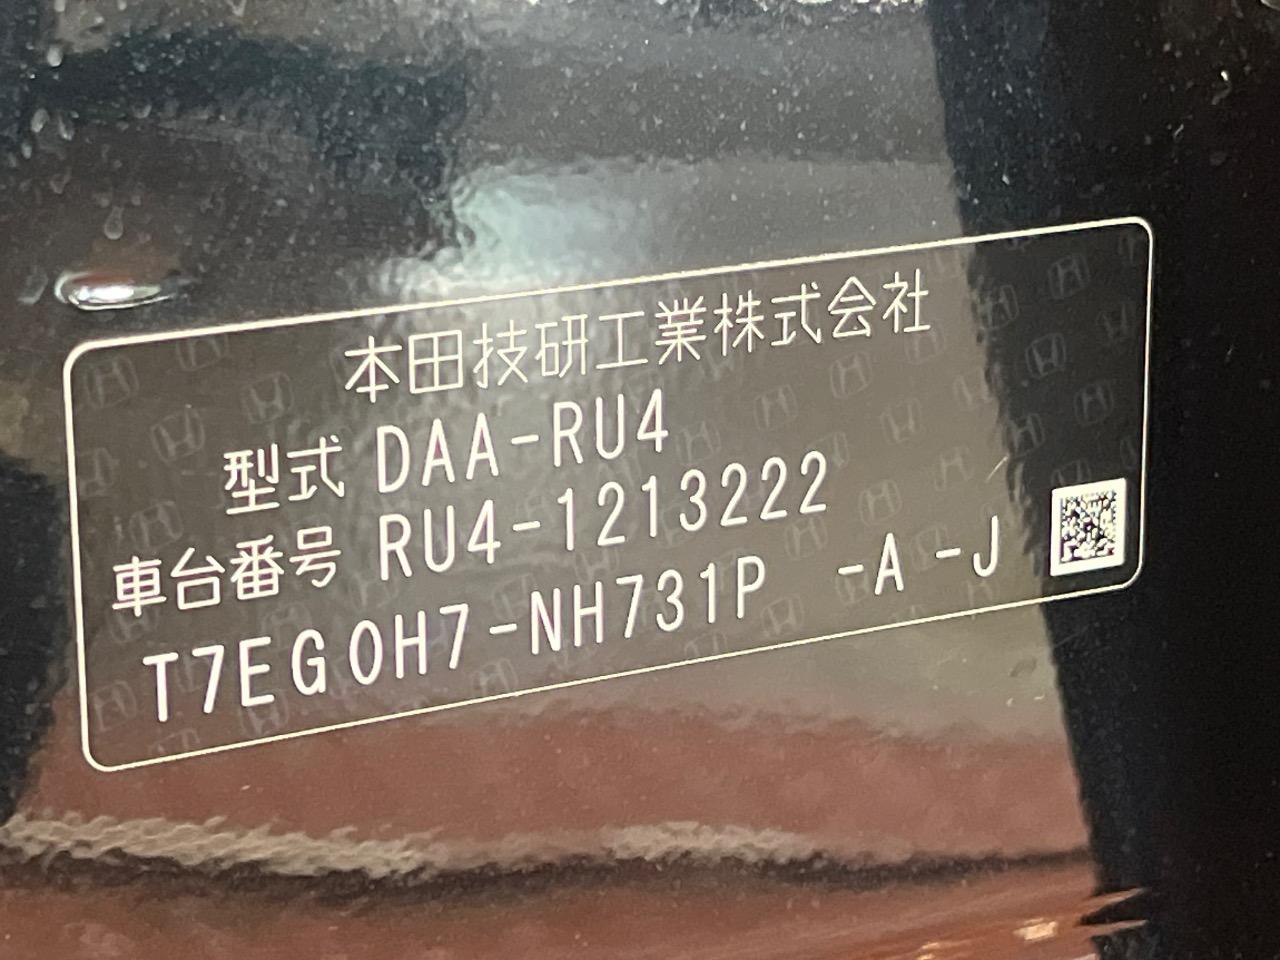 本田技研工業株式会社
型式 DAA-RU4
車台番号 RU4-1213222
T7EG0H7-NH731P -A -J